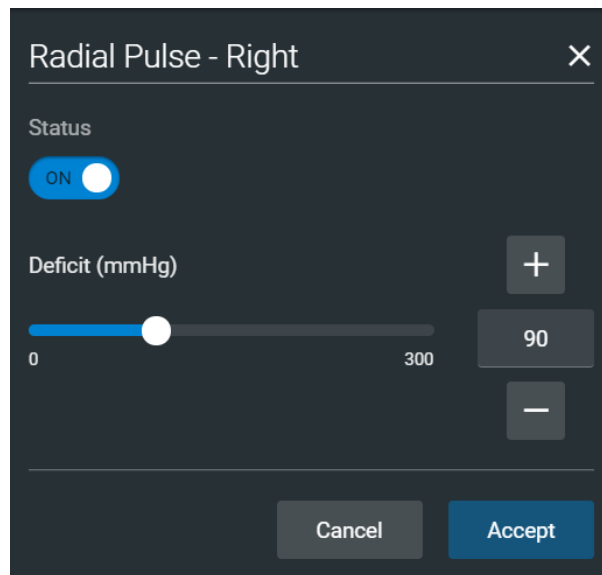 Radial Pulse - Right
Status
ON
Deficit (mmHg)
0
300
90
Cancel
Accept